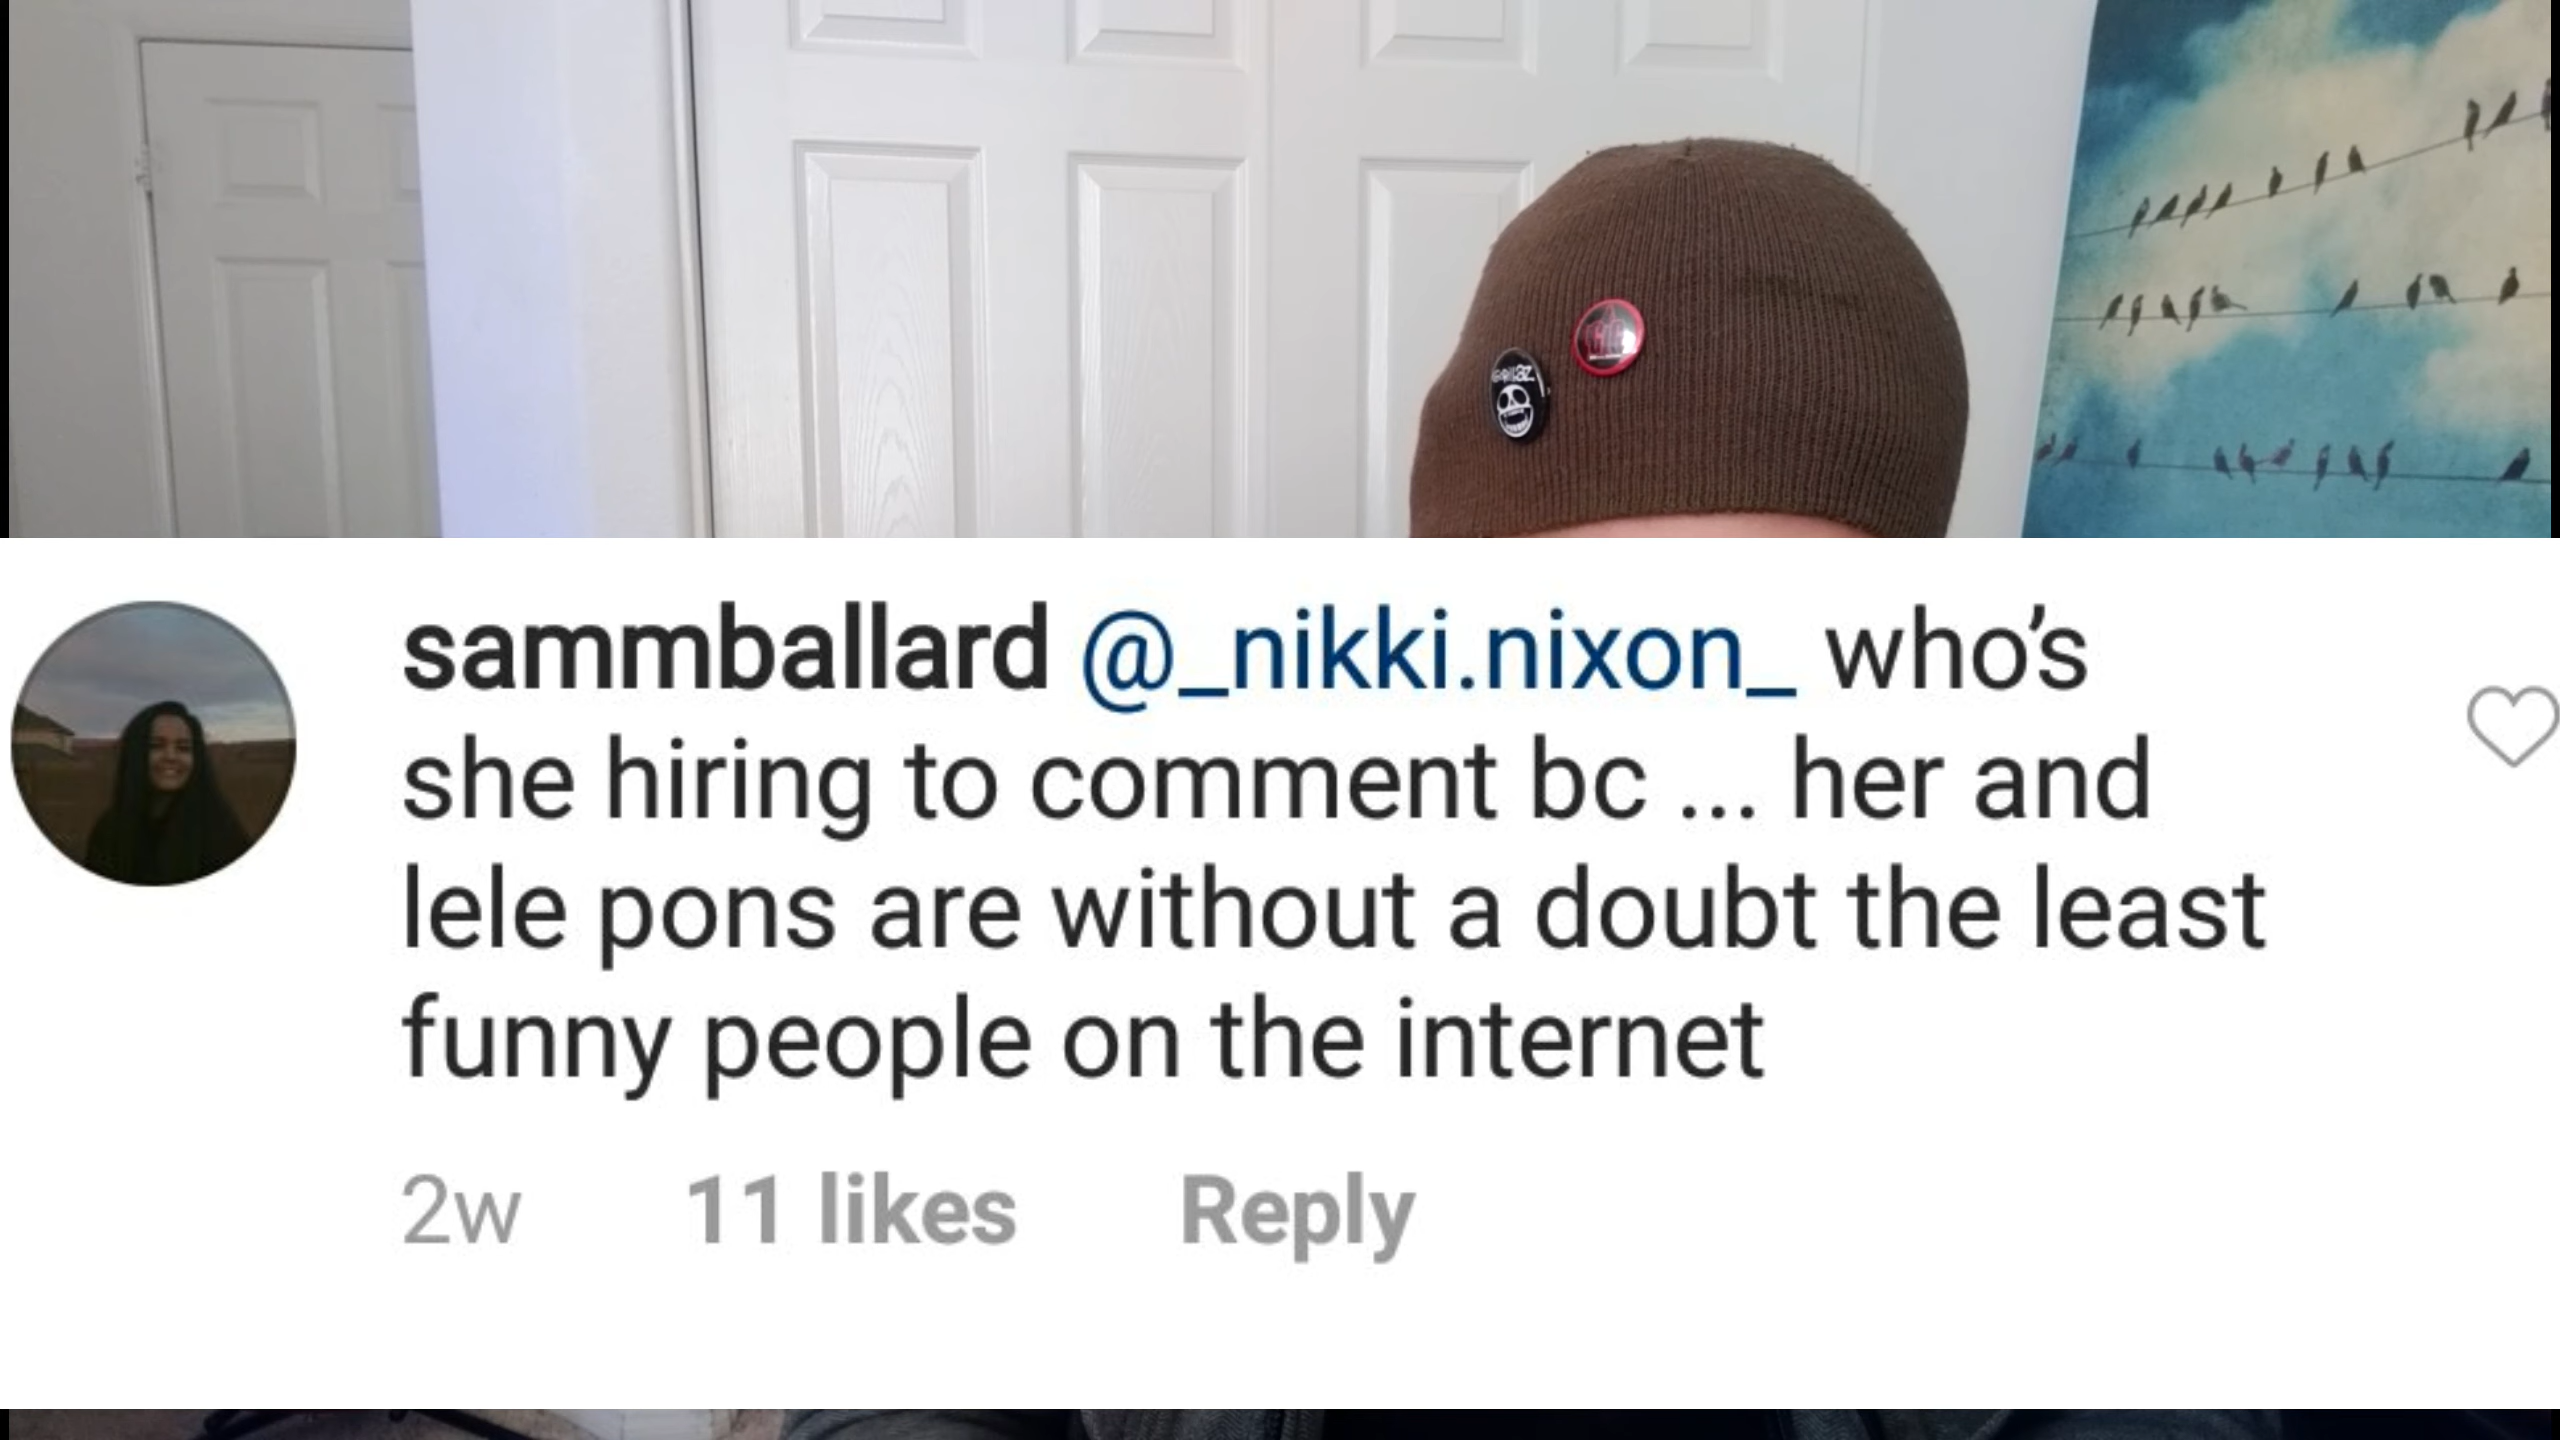 GORillAZ
sammballard @_nikki.nixon_ who’s
she hiring to comment bc ... her and
lele pons are without a doubt the least
funny people on the internet
2w 11 likes Reply